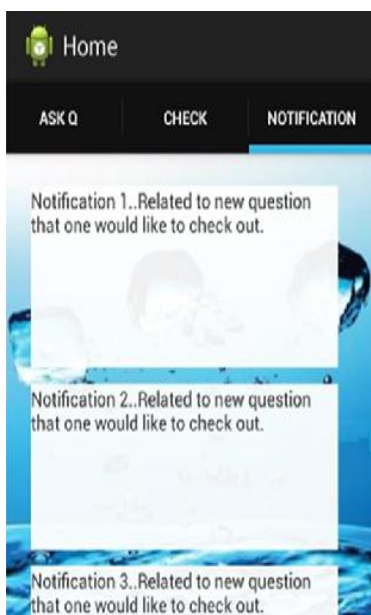 Home
ASK Q CHECK NOTIFICATION
Notification 1..Related to new question
that one would like to check out.
Notification 2..Related to new question
that one would like to check out.
Notification 3..Related to new question
that one would like to check out.